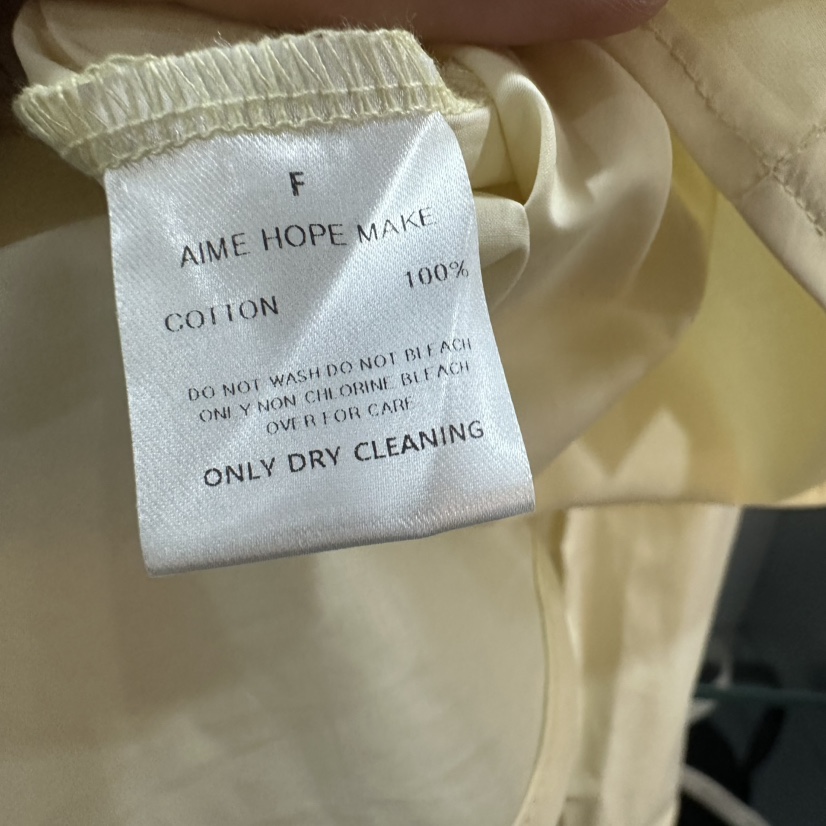 F
AIME HOPE MAKE
COTTON 100%
DO NOT WASH DO NOT BLEACH
ONLY NON CHLORINE BLEACH
OVER FOR CARE
ONLY DRY CLEANING